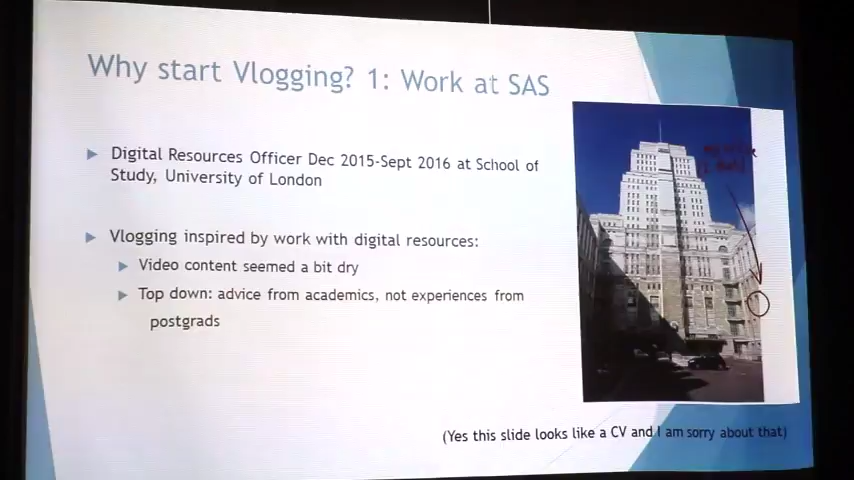 Why start Vlogging? 1: Work at SAS
Digital Resources Officer Dec 2015-Sept 2016 at School of
Study, University of London
Vlogging inspired by work with digital resources:
Video content seemed a bit dry
Top down: advice from academics, not experiences from
postgrads
(Yes this slide looks like a CV and I am sorry about that)